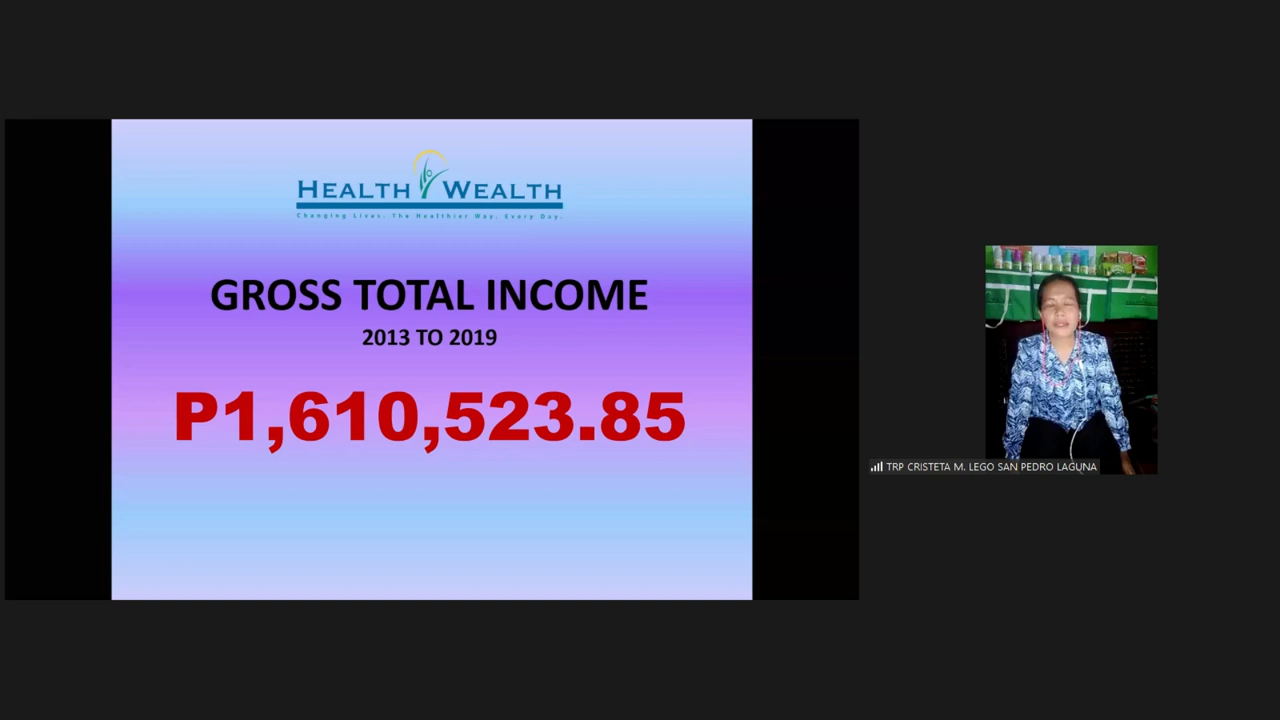 HEALTH WEALTH
Changing Lives. The Healthier Way. Every Day.
GROSS TOTAL INCOME
2013 TO 2019
P1,610,523.85
TRP CRISTETA M. LEGO SAN PEDRO LAGUNA